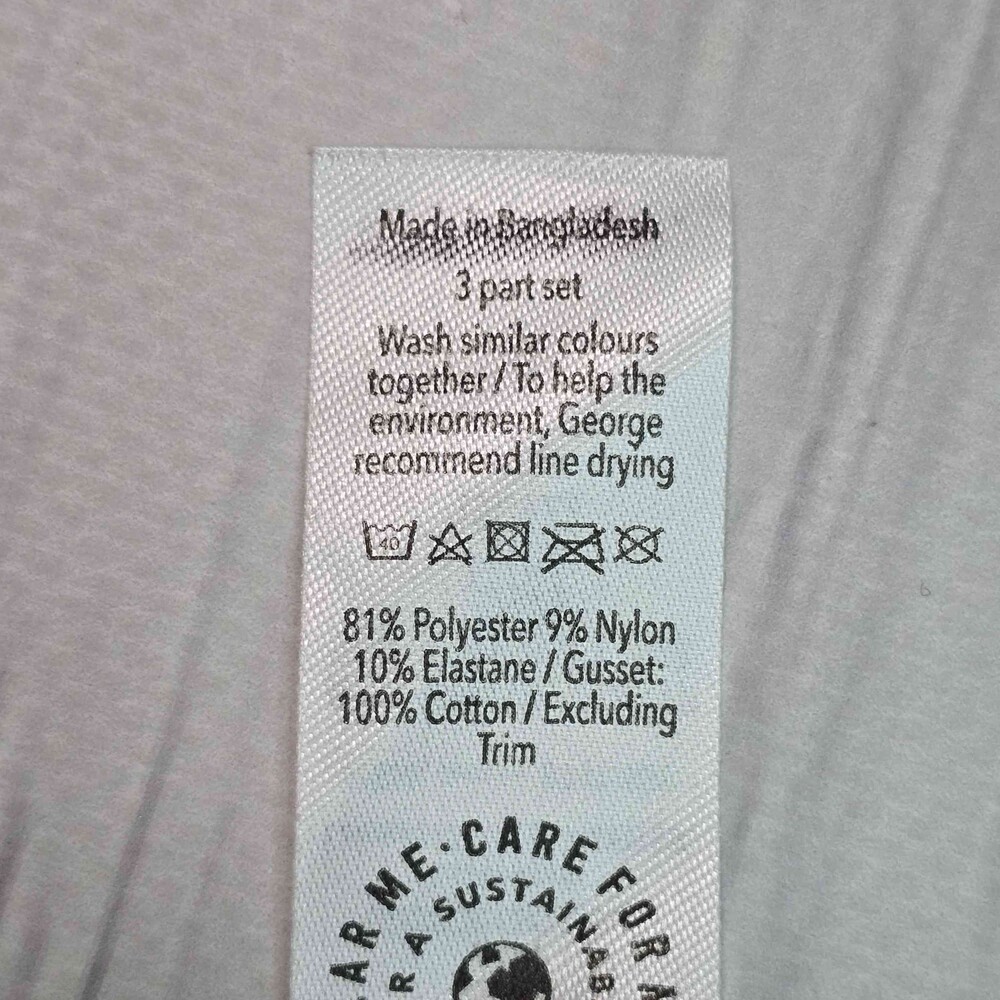 Made in Bangladesh
3 part set
Wash similar colours
together / To help the
environment, George
recommend line drying
40
81% Polyester 9% Nylon
10% Elastane / Gusset:
100% Cotton / Excluding
Trim
ME · CARE FOR
A SUSTAINAB